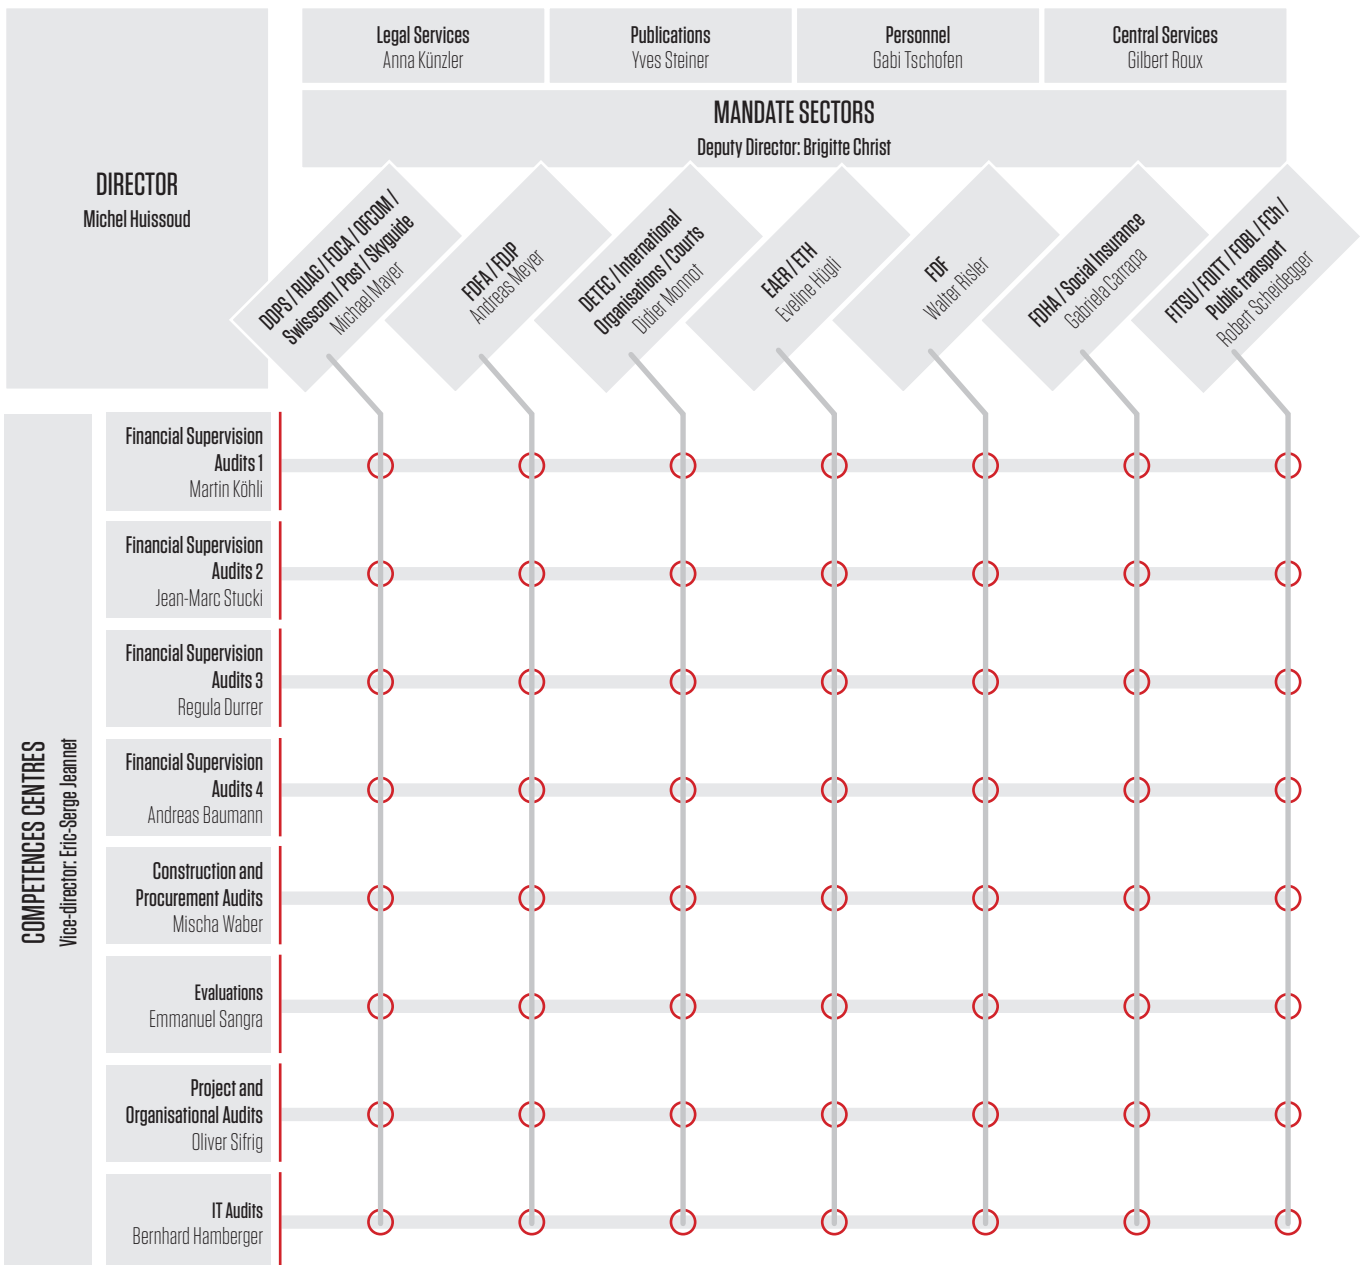 DIRECTOR
Michel Huissoud
Legal Services
Anna Künzler
Publications
Yves Steiner
Personnel
Gabi Tschofen
Central Services
Gilbert Roux
MANDATE SECTORS
Deputy Director: Brigitte Christ
DDPS / RUAG / FOCA / OFCOM /
Swisscom / Post / Skyguide
Michael Mayer
FDFA / FDJP
Andreas Meyer
DETEC / International
Organisations / Courts
Didier Monnot
EAER / ETH
Eveline Hügli
FDF
Walter Risler
FDHA / Social Insurance
Gabriela Carrapa
FITSU / FOITT / FOBL / FCh /
Public transport
Robert Scheidegger
COMPETENCES CENTRES
Vice-director: Eric-Serge Jeannet
Financial Supervision
Audits 1
Martin Köhli
Financial Supervision
Audits 2
Jean-Marc Stucki
Financial Supervision
Audits 3
Regula Durrer
Financial Supervision
Audits 4
Andreas Baumann
Construction and
Procurement Audits
Mischa Waber
Evaluations
Emmanuel Sangra
Project and
Organisational Audits
Oliver Sifrig
IT Audits
Bernhard Hamberger